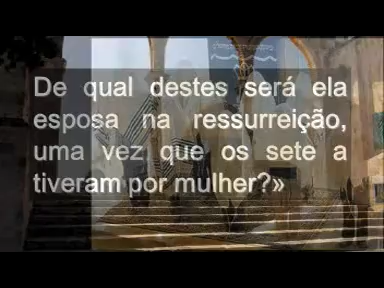 De qual destes será ela
esposa na ressurreição,
uma vez que os sete a
tiveram por mulher?»